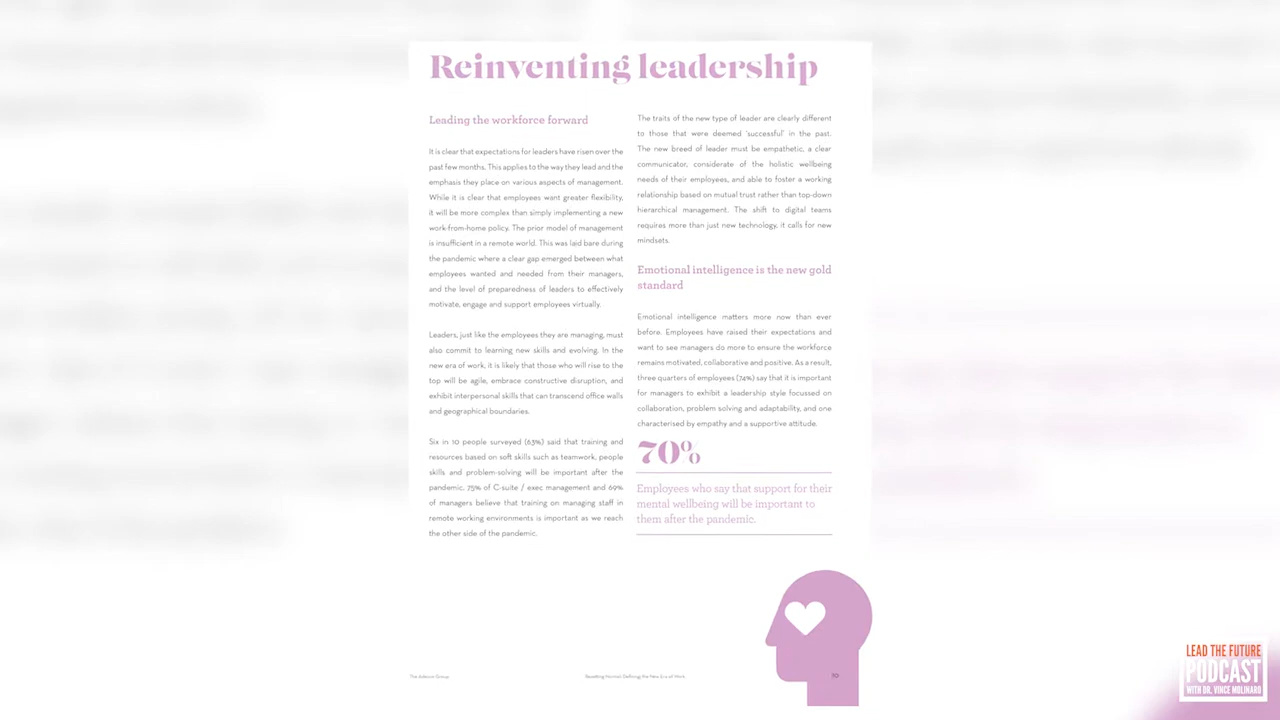 Reinventing leadership
Leading the workforce forward
It is clear that expectations for leaders have risen over the
past few months. This applies to the way they lead and the
emphasis they place on various aspects of management.
While it is clear that employees want greater flexibility,
it will be more complex than simply implementing a new
work-from-home policy. The prior model of management
is insufficient in a remote world. This was laid bare during
the pandemic where a clear gap emerged between what
employees wanted and needed from their managers,
and the level of preparedness of leaders to effectively
motivate, engage and support employees virtually.
Leaders, just like the employees they are managing, must
also commit to learning new skills and evolving. In the
new era of work, it is likely that those who will rise to the
top will be agile, embrace constructive disruption, and
exhibit interpersonal skills that can transcend office walls
and geographical boundaries.
Six in 10 people surveyed (63%) said that training and
resources based on soft skills such as teamwork, people
skills and problem-solving will be important after the
pandemic. 75% of C-suite / exec management and 69%
of managers believe that training on managing staff in
remote working environments is important as we reach
the other side of the pandemic.
The traits of the new type of leader are clearly different
to those that were deemed 'successful' in the past.
The new breed of leader must be empathetic, a clear
communicator, considerate of the holistic wellbeing
needs of their employees, and able to foster a working
relationship based on mutual trust rather than top-down
hierarchical management. The shift to digital teams
requires more than just new technology, it calls for new
mindsets.
Emotional intelligence is the new gold
standard
Emotional intelligence matters more now than ever
before. Employees have raised their expectations and
want to see managers do more to ensure the workforce
remains motivated, collaborative and positive. As a result,
three quarters of employees (74%) say that it is important
for managers to exhibit a leadership style focussed on
collaboration, problem solving and adaptability, and one
characterised by empathy and a supportive attitude.
70%
Employees who say that support for their
mental wellbeing will be important to
them after the pandemic.
The Adecco Group
Resetting Normal: Defining the New Era of Work
LEAD THE FUTURE
PODCAST
WITH DR. VINCE MOLINARO